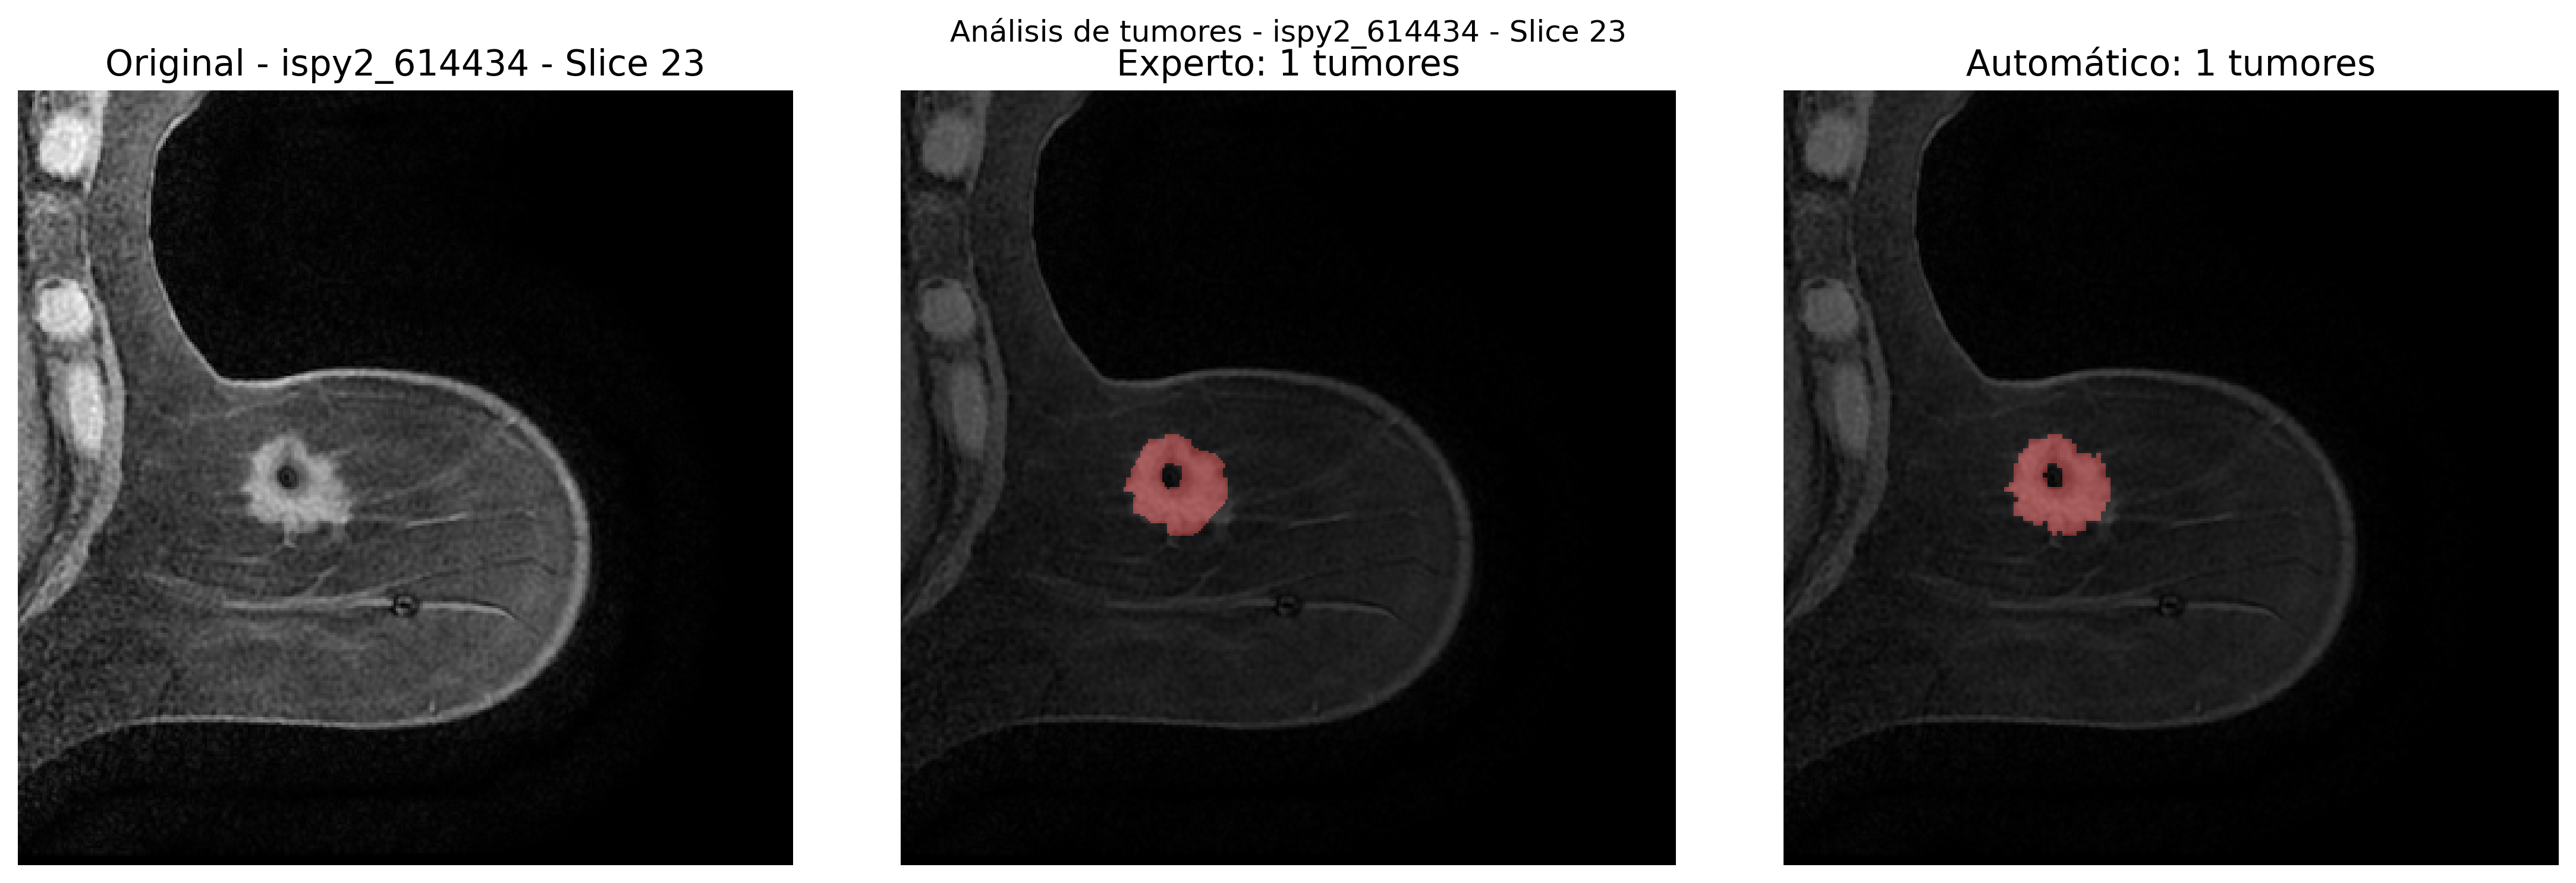 Análisis de tumores - ispy2_614434 - Slice 23
Original - ispy2_614434 - Slice 23
Experto: 1 tumores
Automático: 1 tumores